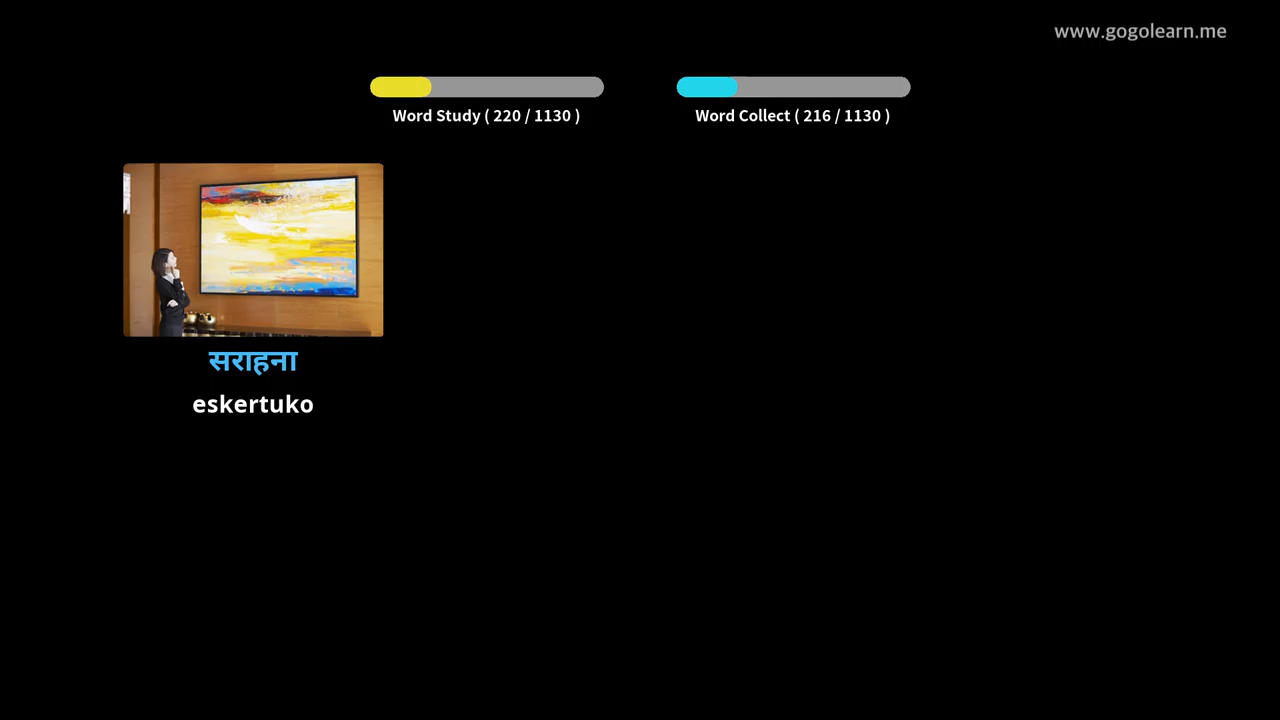 www.gogolearn.me
Word Study ( 220 / 1130 )
Word Collect ( 216 / 1130 )
सराहना
eskertuko